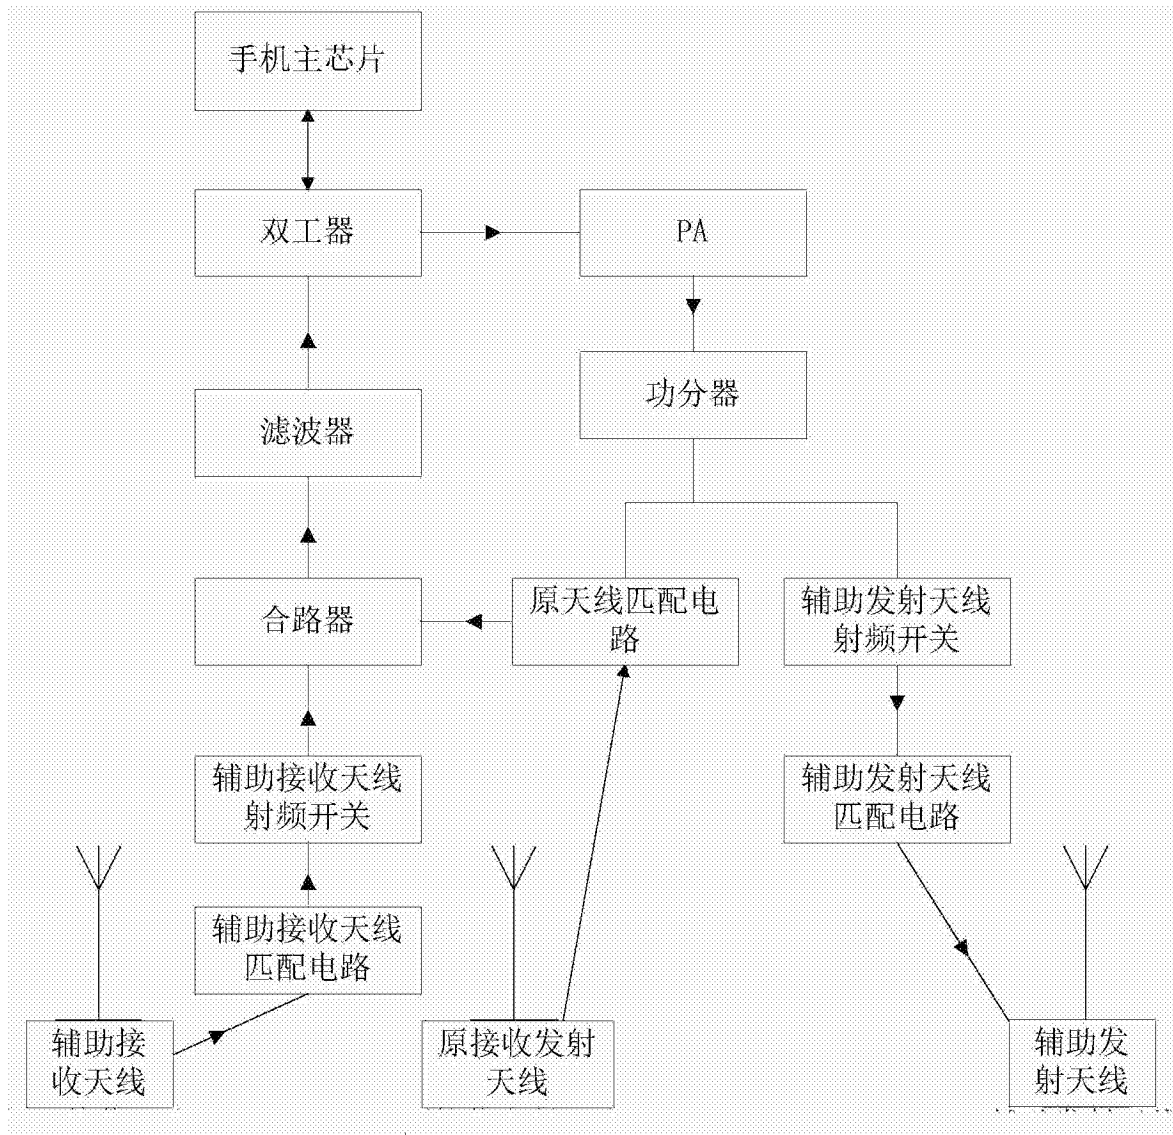 手机主芯片
双工器
PA
功分器
滤波器
合路器
原天线匹配电
路
辅助发射天线
射频开关
辅助接收天线
射频开关
辅助发射天线
匹配电路
辅助接收天线
匹配电路
辅助接
收天线
原接收发射
天线
辅助发
射天线